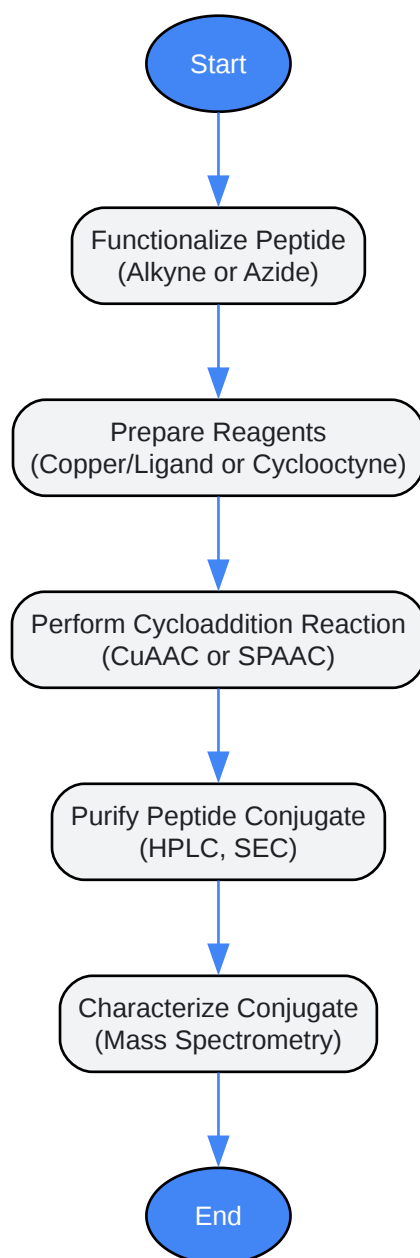 Start
Functionalize Peptide
(Alkyne or Azide)
Prepare Reagents
(Copper/Ligand or Cyclooctyne)
Perform Cycloaddition Reaction
(CuAAC or SPAAC)
Purify Peptide Conjugate
(HPLC, SEC)
Characterize Conjugate
(Mass Spectrometry)
End